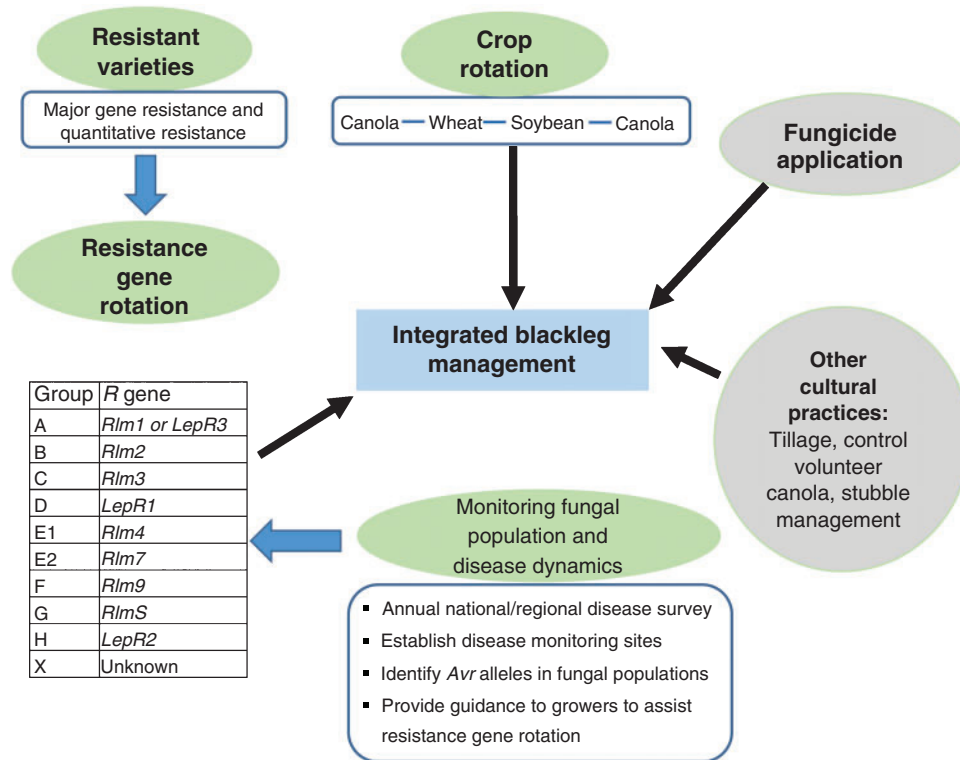 Resistant
varieties
Major gene resistance and
quantitative resistance
Resistance
gene
rotation
Crop
rotation
Canola Wheat Soybean Canola
Fungicide
application
Integrated blackleg
management
Other
cultural
practices:
Tillage, control
volunteer
canola, stubble
management
Group R gene
A Rlm1 or LepR3
B Rlm2
C Rlm3
D LepR1
E1 Rlm4
E2 Rlm7
F Rlm9
G RlmS
H LepR2
X Unknown
Monitoring fungal
population and
disease dynamics
▪ Annual national/regional disease survey
▪ Establish disease monitoring sites
▪ Identify Avr alleles in fungal populations
▪ Provide guidance to growers to assist
resistance gene rotation